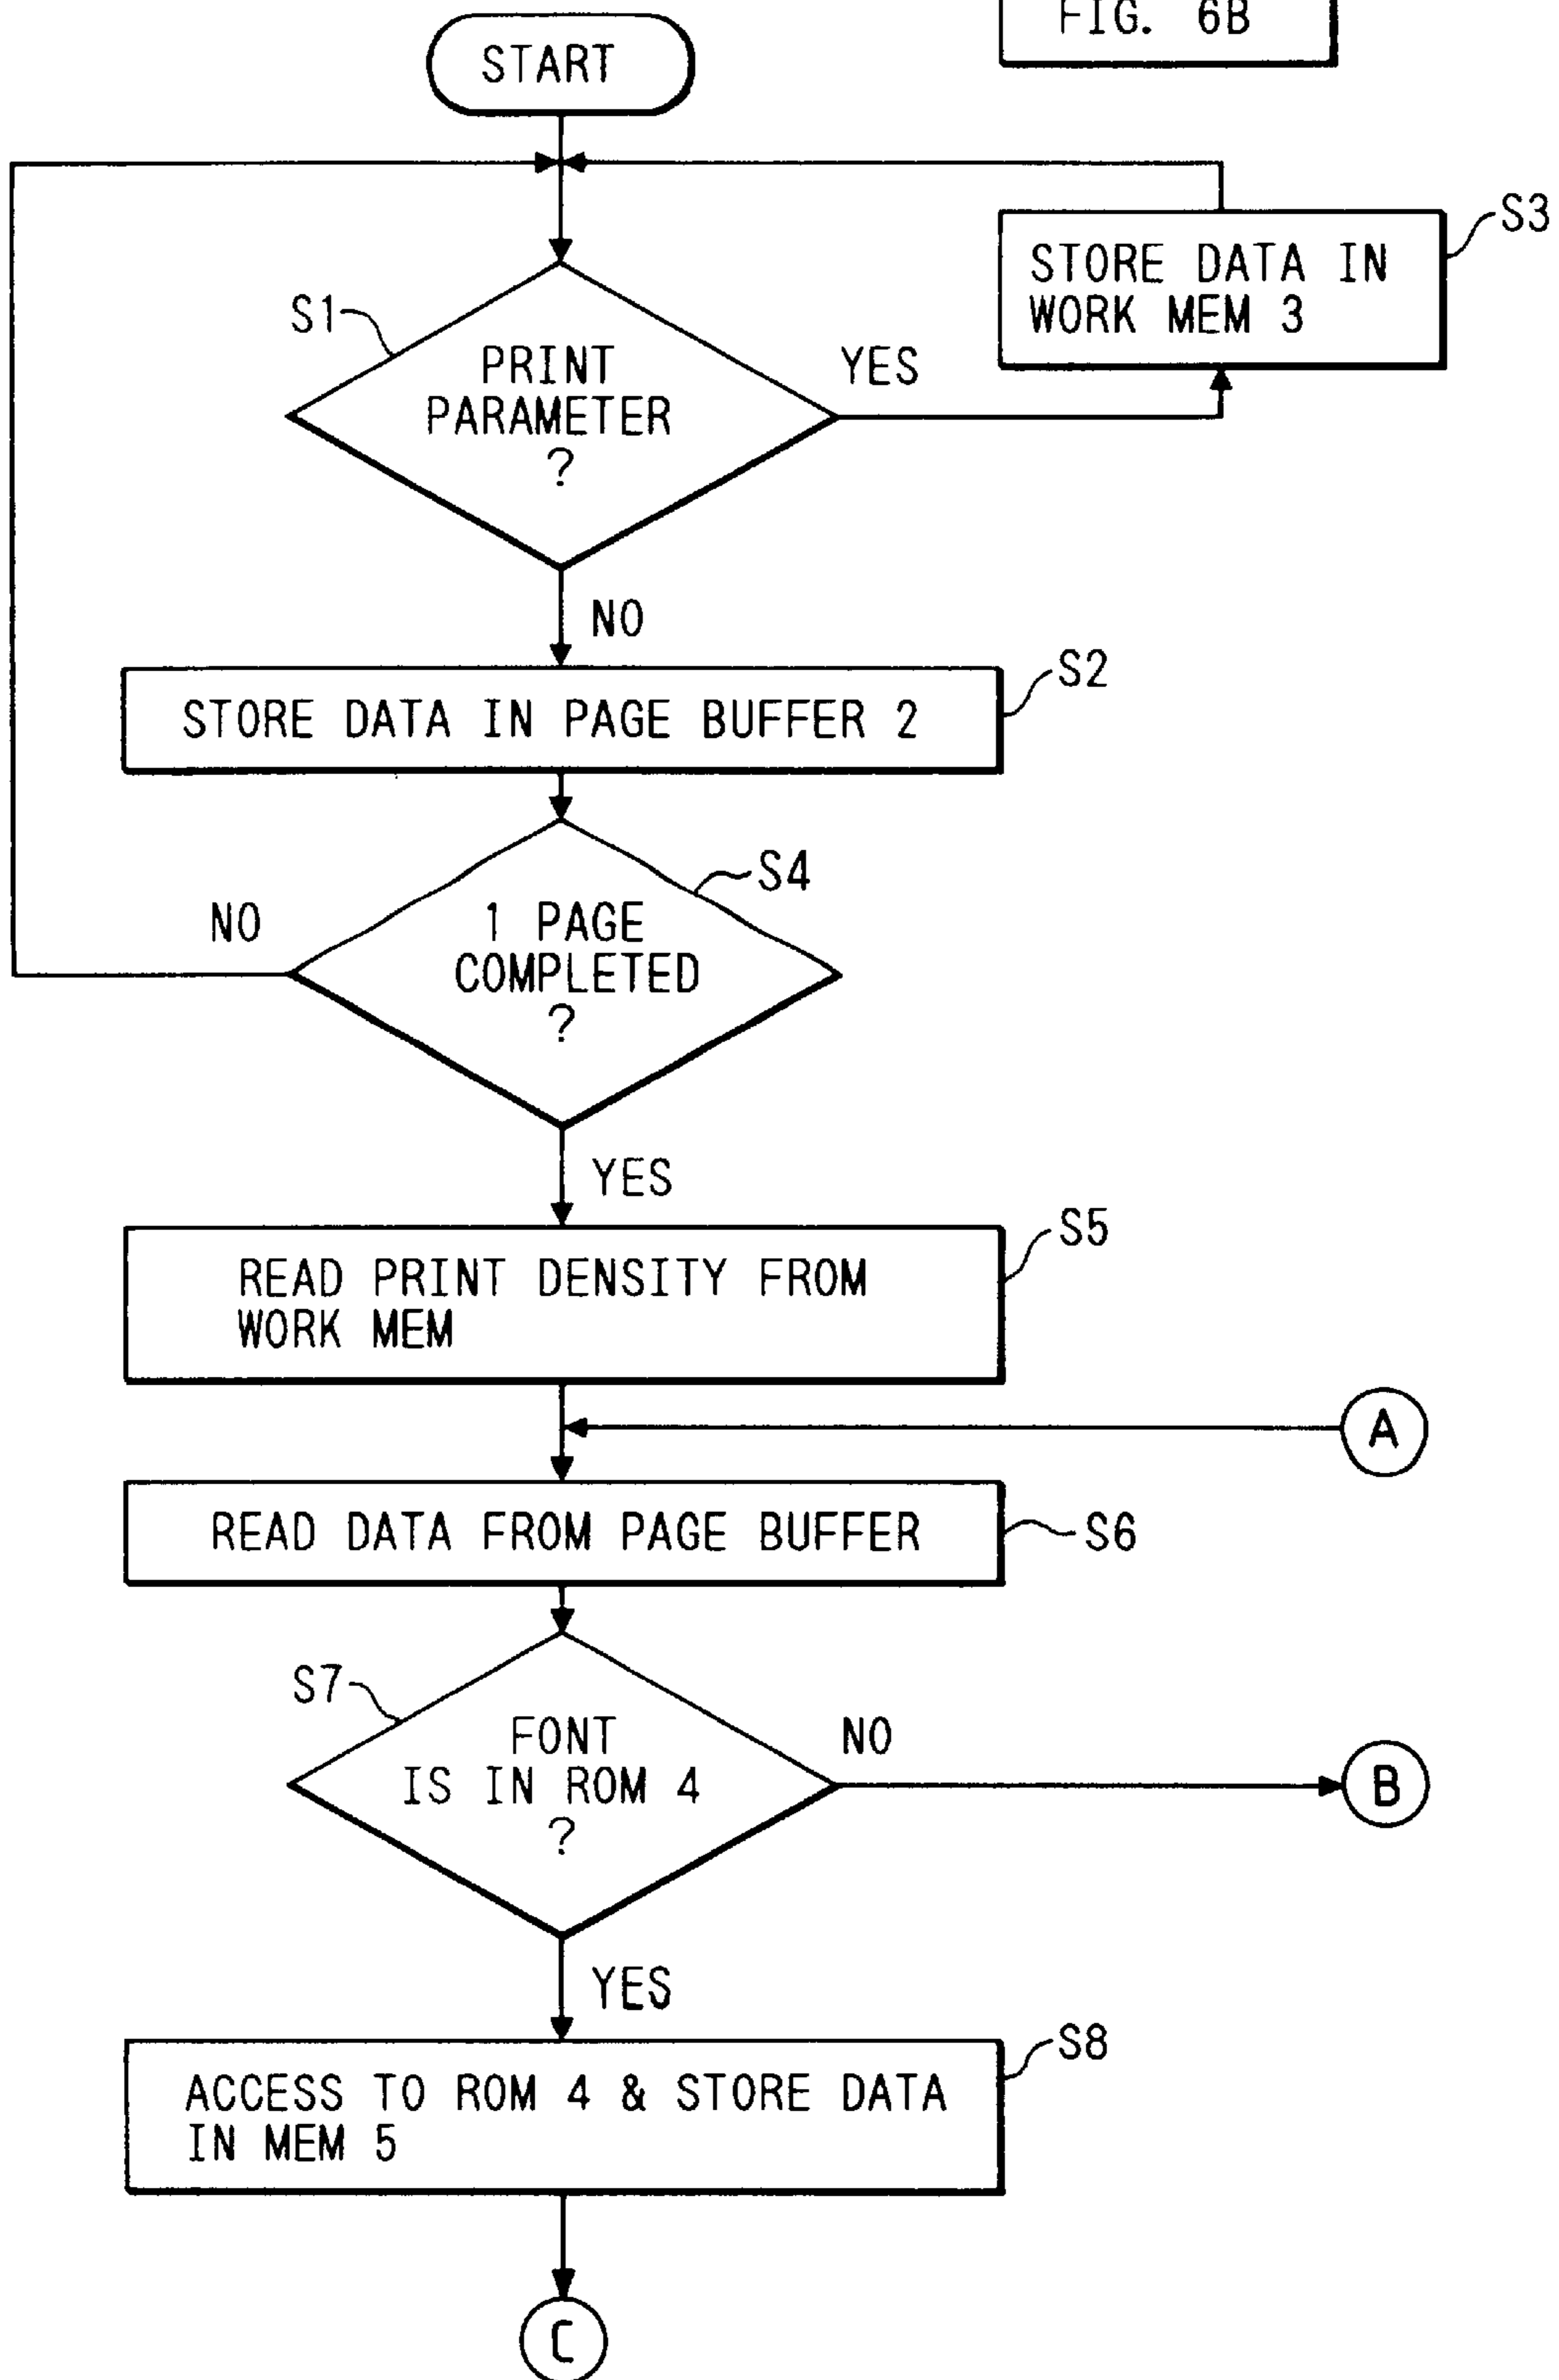 FIG. 6B
START
S3
STORE DATA IN
WORK MEM 3
S1
PRINT
PARAMETER
?
YES
NO
S2
STORE DATA IN PAGE BUFFER 2
S4
1 PAGE
COMPLETED
?
NO
YES
S5
READ PRINT DENSITY FROM
WORK MEM
A
READ DATA FROM PAGE BUFFER
S6
S7
FONT
IS IN ROM 4
?
NO
B
YES
S8
ACCESS TO ROM 4 & STORE DATA
IN MEM 5
C